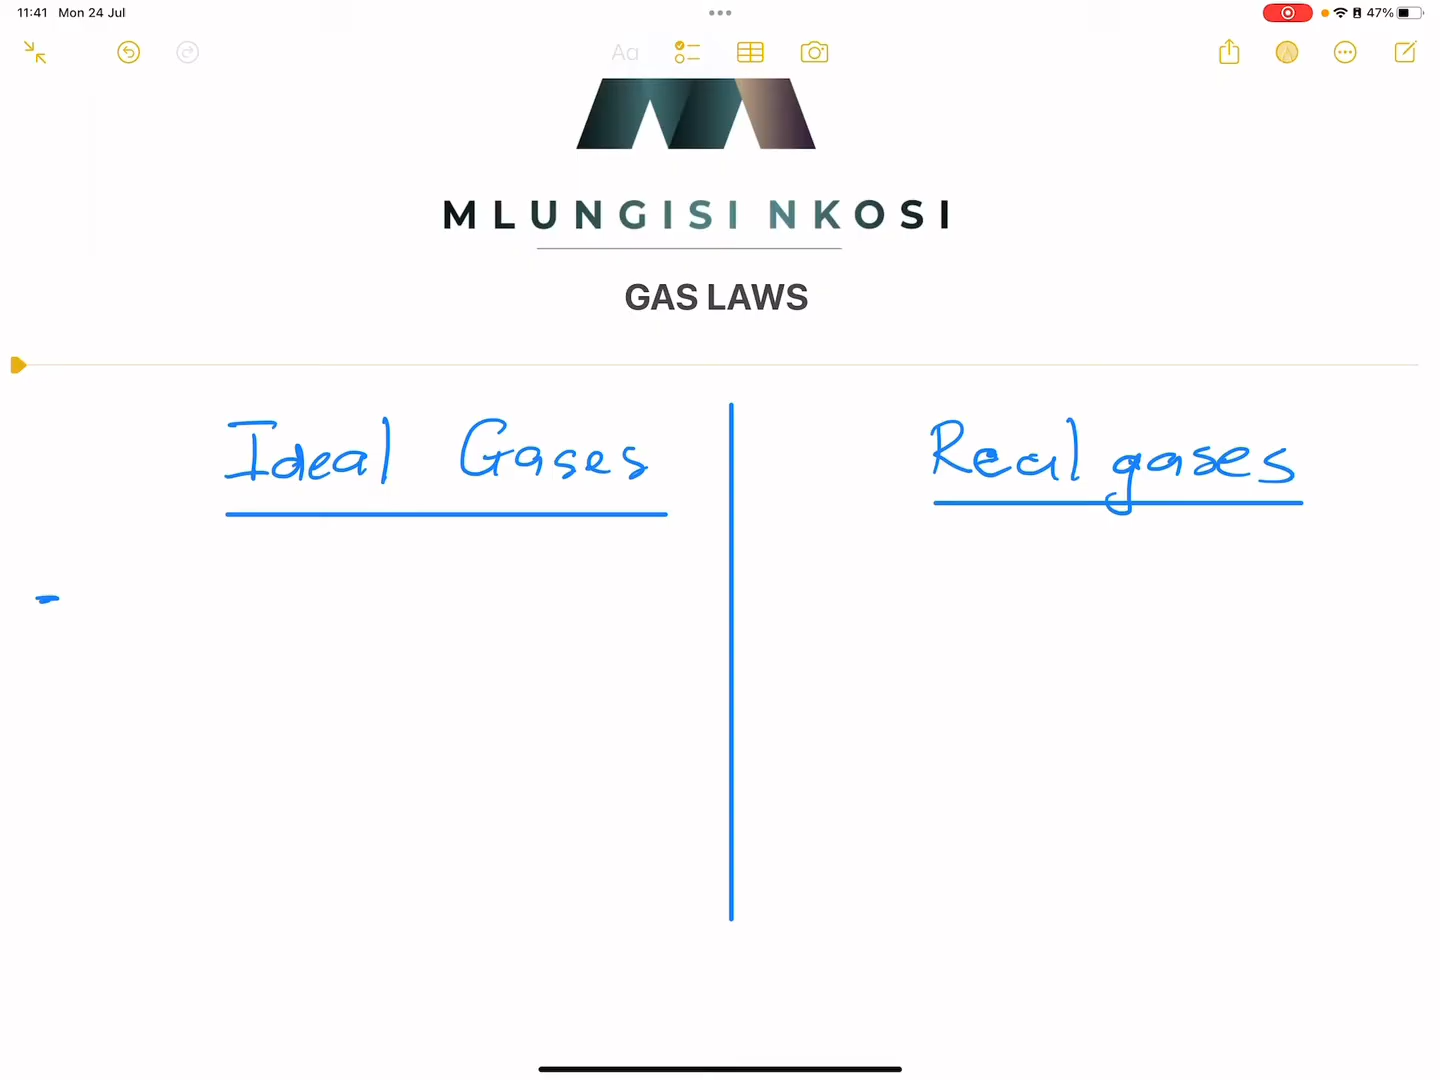 11:41 Mon 24 Jul
47%
Aa
MLUNGISI NKOSI
GAS LAWS
Ideal Gases
Real gases
-